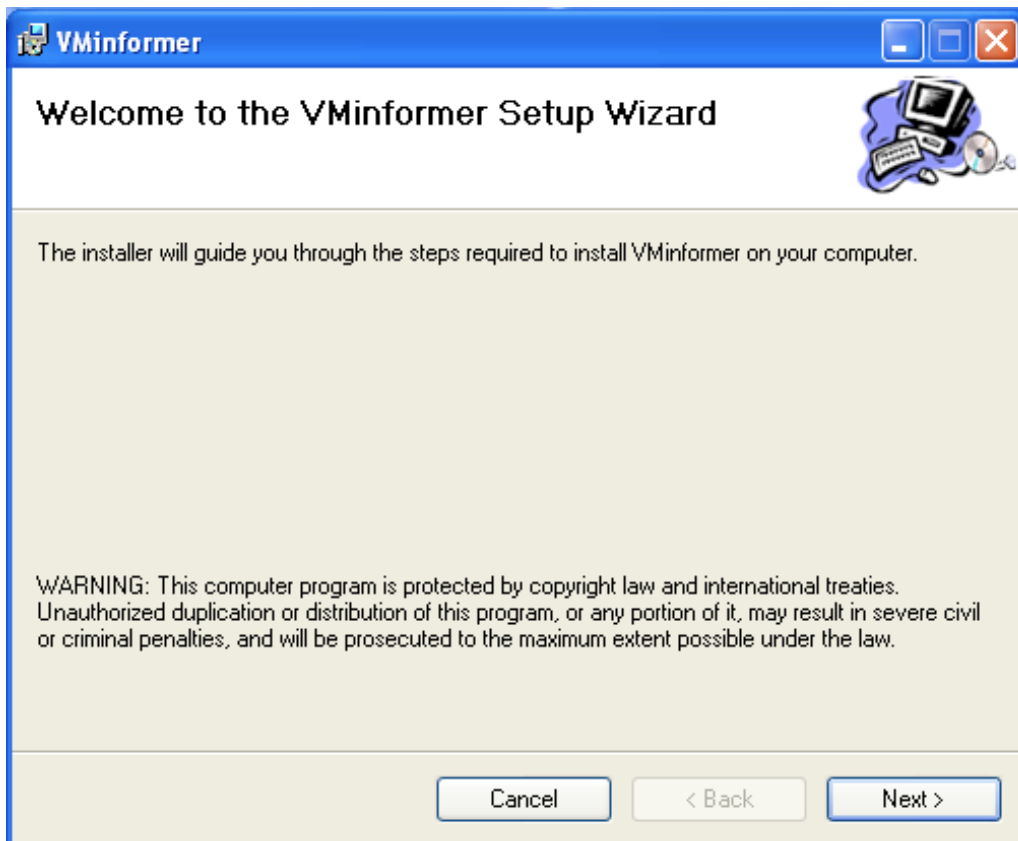 VMinformer
Welcome to the VMinformer Setup Wizard
The installer will guide you through the steps required to install VMinformer on your computer.
WARNING: This computer program is protected by copyright law and international treaties.
Unauthorized duplication or distribution of this program, or any portion of it, may result in severe civil
or criminal penalties, and will be prosecuted to the maximum extent possible under the law.
Cancel < Back Next >